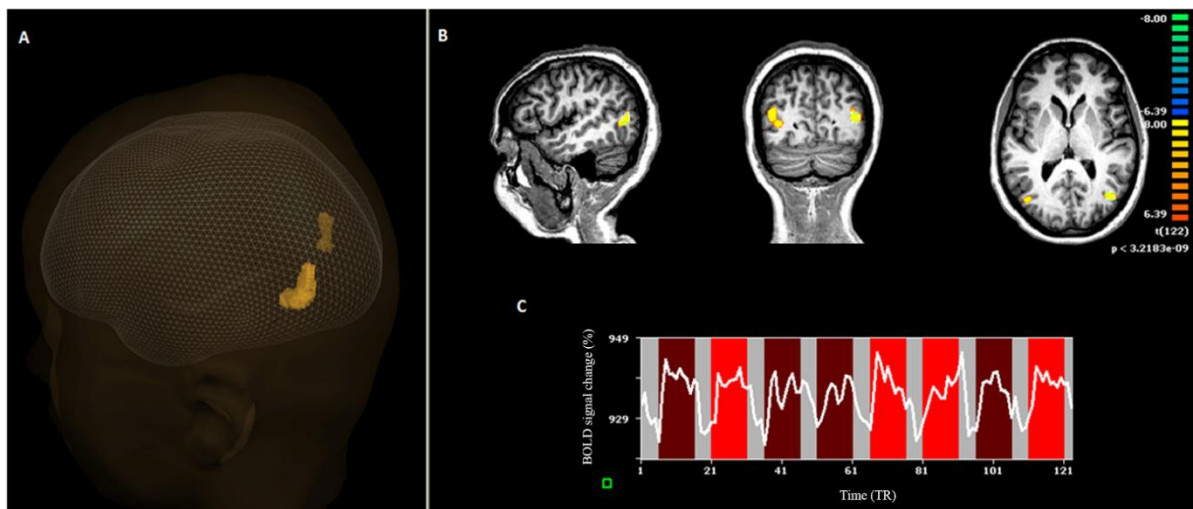 A
B
-8.00
-6.39
8.00
6.39
t(122)
p < 3.2183e-09
C
BOLD signal change (%)
949
929
1 21 41 61 81 101 121
Time (TR)